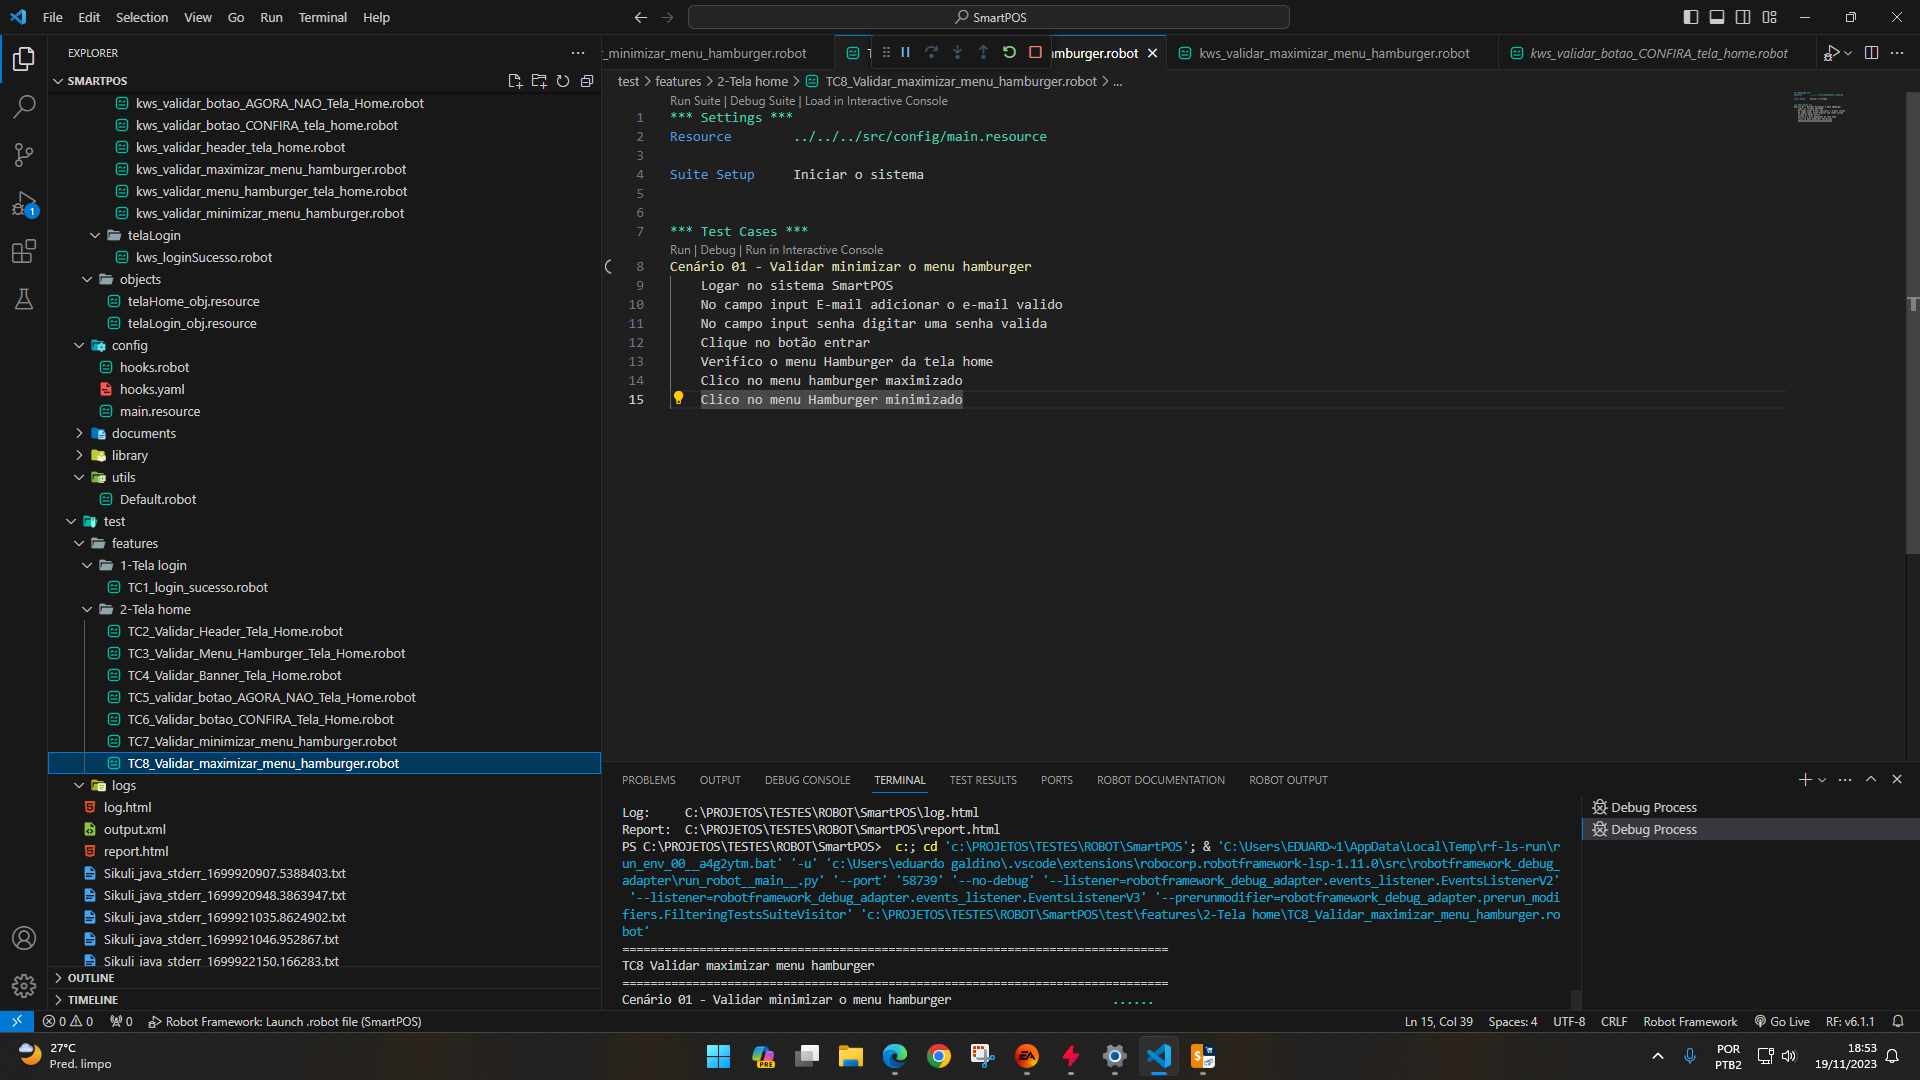 File Edit Selection View Go Run Terminal Help
SmartPOS
EXPLORER
SMARTPOS
kws_validar_botao_AGORA_NAO_Tela_Home.robot
kws_validar_botao_CONFIRA_tela_home.robot
kws_validar_header_tela_home.robot
kws_validar_maximizar_menu_hamburger.robot
kws_validar_menu_hamburger_tela_home.robot
kws_validar_minimizar_menu_hamburger.robot
telaLogin
kws_loginSucesso.robot
objects
telaHome_obj.resource
telaLogin_obj.resource
config
hooks.robot
hooks.yaml
main.resource
documents
library
utils
Default.robot
test
features
1-Tela login
TC1_login_sucesso.robot
2-Tela home
TC2_Validar_Header_Tela_Home.robot
TC3_Validar_Menu_Hamburger_Tela_Home.robot
TC4_Validar_Banner_Tela_Home.robot
TC5_validar_botao_AGORA_NAO_Tela_Home.robot
TC6_Validar_botao_CONFIRA_Tela_Home.robot
TC7_Validar_minimizar_menu_hamburger.robot
TC8_Validar_maximizar_menu_hamburger.robot
logs
log.html
output.xml
report.html
Sikuli_java_stderr_1699920907.5388403.txt
Sikuli_java_stderr_1699920948.3863947.txt
Sikuli_java_stderr_1699921035.8624902.txt
Sikuli_java_stderr_1699921046.952867.txt
Sikuli_java_stderr_1699922150.166283.txt
OUTLINE
TIMELINE
1
_minimizar_menu_hamburger.robot
amburger.robot
kws_validar_maximizar_menu_hamburger.robot
kws_validar_botao_CONFIRA_tela_home.robot
test > features > 2-Tela home > TC8_Validar_maximizar_menu_hamburger.robot > ...
Run Suite | Debug Suite | Load in Interactive Console
1 *** Settings ***
2 Resource ../../../src/config/main.resource
3
4 Suite Setup Iniciar o sistema
5
6
7 *** Test Cases ***
Run | Debug | Run in Interactive Console
8 Cenário 01 - Validar minimizar o menu hamburger
9 Logar no sistema SmartPOS
10 No campo input E-mail adicionar o e-mail valido
11 No campo input senha digitar uma senha valida
12 Clique no botão entrar
13 Verifico o menu Hamburger da tela home
14 Clico no menu hamburger maximizado
15 Clico no menu Hamburger minimizado
PROBLEMS OUTPUT DEBUG CONSOLE TERMINAL TEST RESULTS PORTS ROBOT DOCUMENTATION ROBOT OUTPUT
Log: C:\PROJETOS\TESTES\ROBOT\SmartPOS\log.html
Report: C:\PROJETOS\TESTES\ROBOT\SmartPOS\report.html
PS C:\PROJETOS\TESTES\ROBOT\SmartPOS> c:; cd 'c:\PROJETOS\TESTES\ROBOT\SmartPOS'; & 'C:\Users\EDUARD~1\AppData\Local\Temp\rf-ls-run\r
un_env_00__a4g2ytm.bat' '-u' 'c:\Users\eduardo galdino\.vscode\extensions\robocorp.robotframework-lsp-1.11.0\src\robotframework_debug_
adapter\run_robot__main__.py' '--port' '58739' '--no-debug' '--listener=robotframework_debug_adapter.events_listener.EventsListenerV2'
'--listener=robotframework_debug_adapter.events_listener.EventsListenerV3' '--prerunmodifier=robotframework_debug_adapter.prerun_modi
fiers.FilteringTestsSuiteVisitor' 'c:\PROJETOS\TESTES\ROBOT\SmartPOS\test\features\2-Tela home\TC8_Validar_maximizar_menu_hamburger.ro
bot'
==============================================================================
TC8 Validar maximizar menu hamburger
==============================================================================
Cenário 01 - Validar minimizar o menu hamburger ......
Debug Process
Debug Process
0 0 0 Robot Framework: Launch .robot file (SmartPOS)
Ln 15, Col 39 Spaces: 4 UTF-8 CRLF Robot Framework Go Live RF: v6.1.1
27°C
Pred. limpo
PRE
EA
POR
PTB2
18:53
19/11/2023